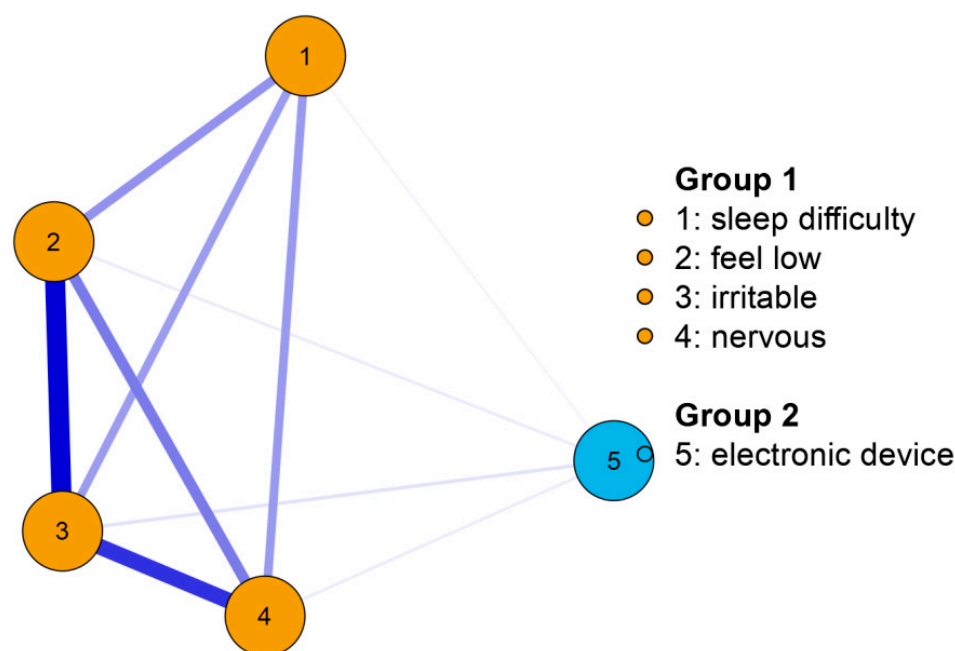 1
2
3
4
5
Group 1
1: sleep difficulty
2: feel low
3: irritable
4: nervous
Group 2
5: electronic device